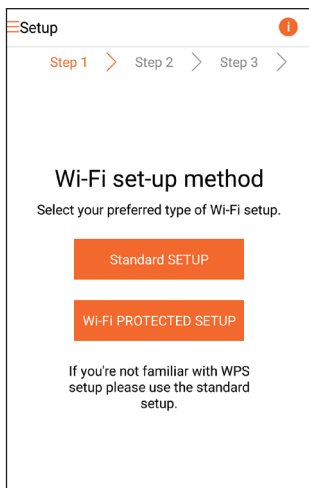 Setup
i
Step 1 Step 2 Step 3
Wi-Fi set-up method
Select your preferred type of Wi-Fi setup.
Standard SETUP
Wi-Fi PROTECTED SETUP
If you're not familiar with WPS
setup please use the standard
setup.